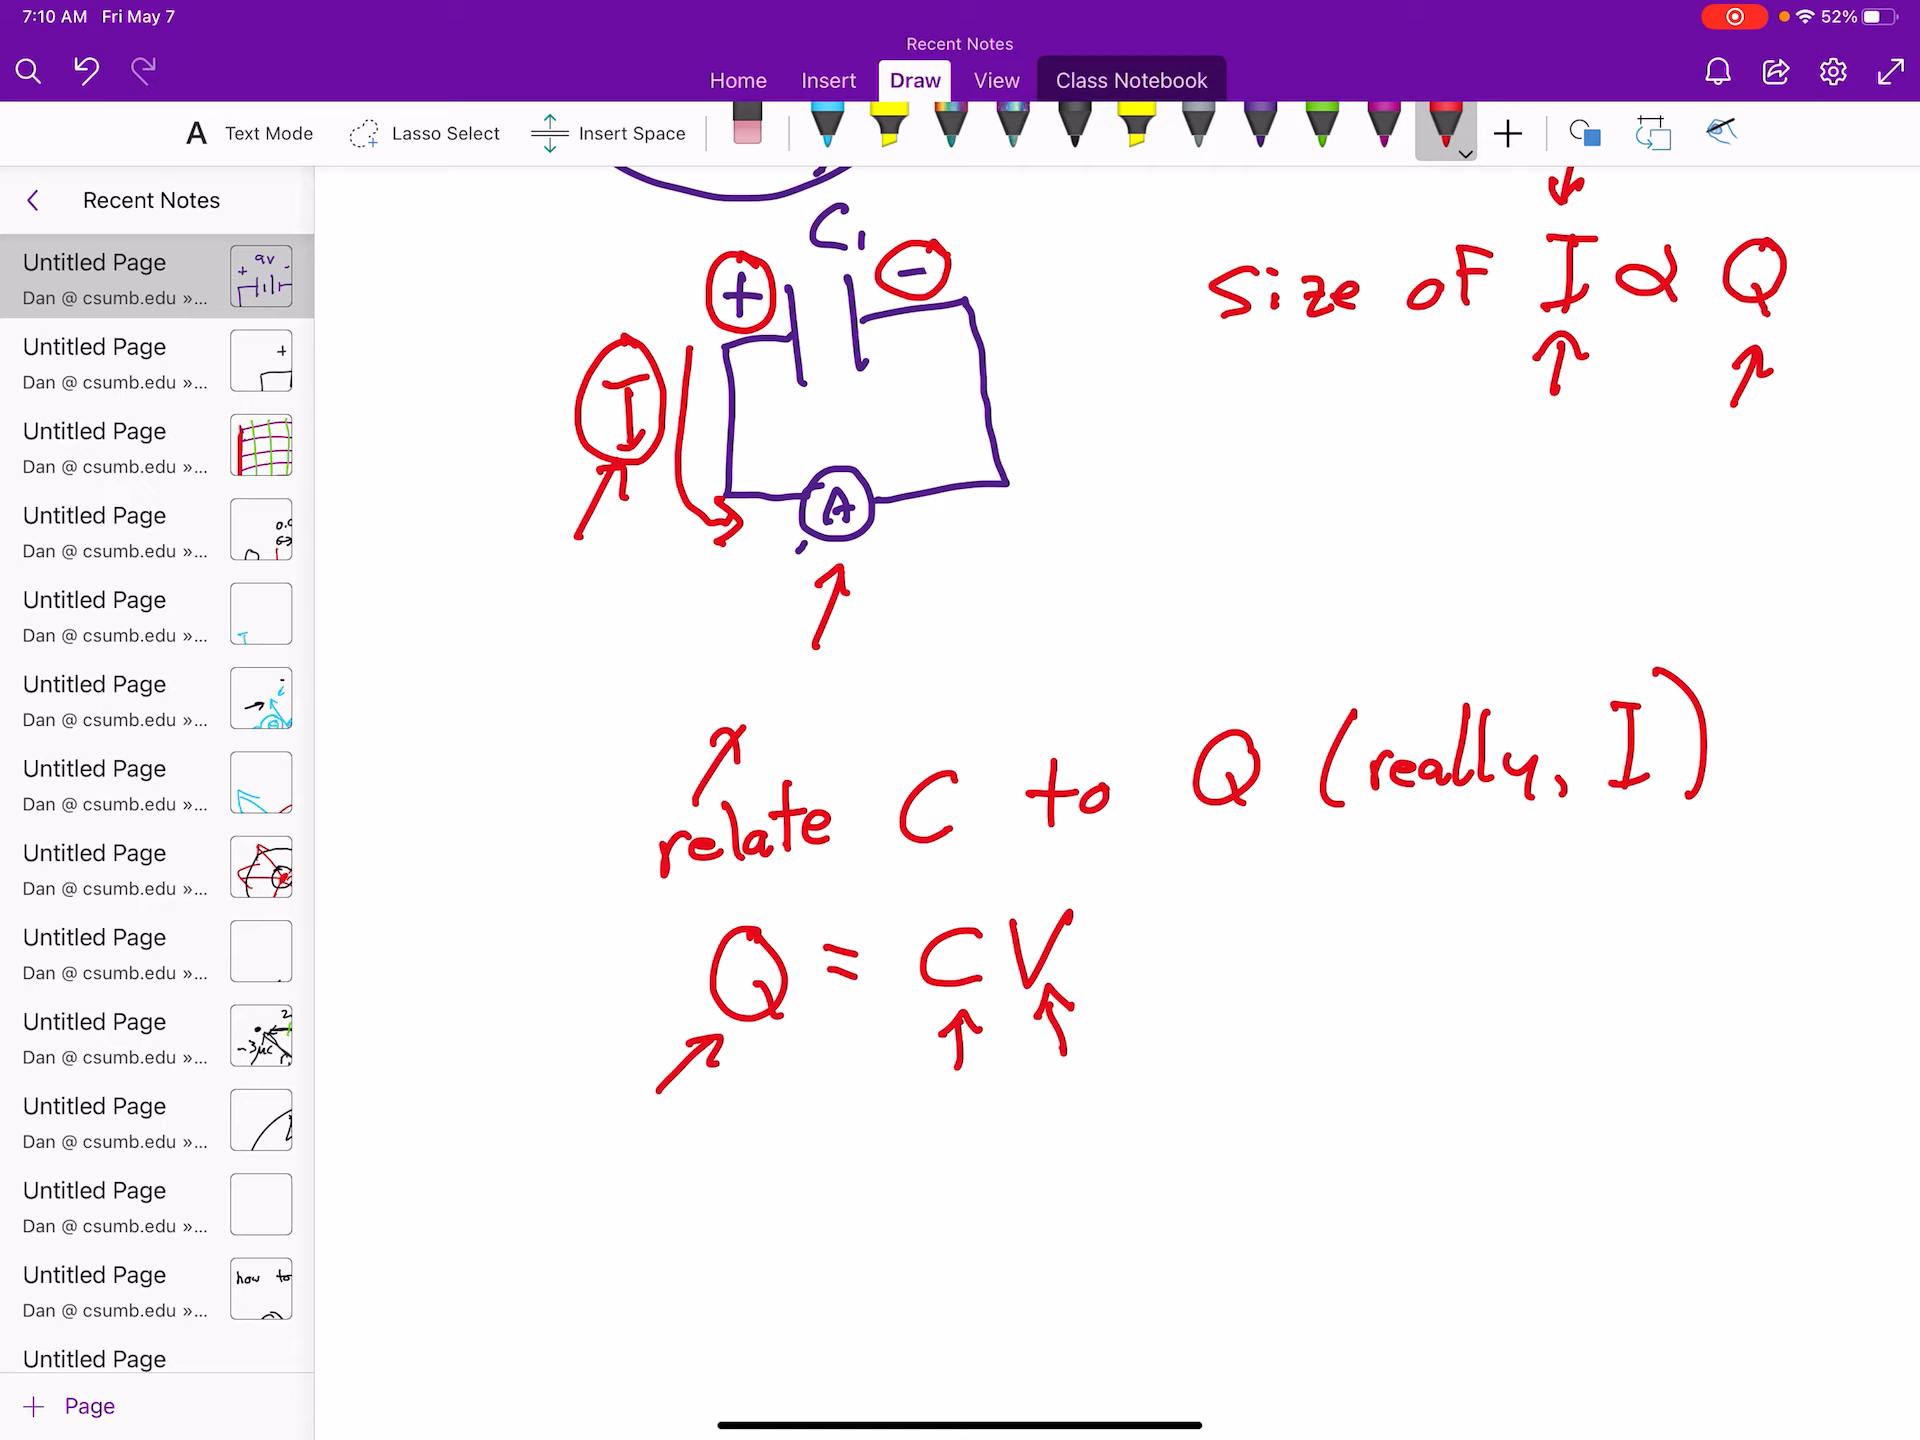 7:10 AM Fri May 7
52%
Recent Notes
Home Insert Draw View Class Notebook
A Text Mode Lasso Select Insert Space
Recent Notes
Untitled Page
Dan @ csumb.edu »...
9v
+ -
Untitled Page
Dan @ csumb.edu »...
+
Untitled Page
Dan @ csumb.edu »...
Untitled Page
Dan @ csumb.edu »...
Untitled Page
Dan @ csumb.edu »...
Untitled Page
Dan @ csumb.edu »...
Untitled Page
Dan @ csumb.edu »...
Untitled Page
Dan @ csumb.edu »...
Untitled Page
Dan @ csumb.edu »...
Untitled Page
Dan @ csumb.edu »...
2
-3μC
Untitled Page
Dan @ csumb.edu »...
Untitled Page
Dan @ csumb.edu »...
Untitled Page
Dan @ csumb.edu »...
how to
Untitled Page
+ Page
C₁
+ -
I
A
Size of I α Q
relate C to Q (really, I)
Q = CV